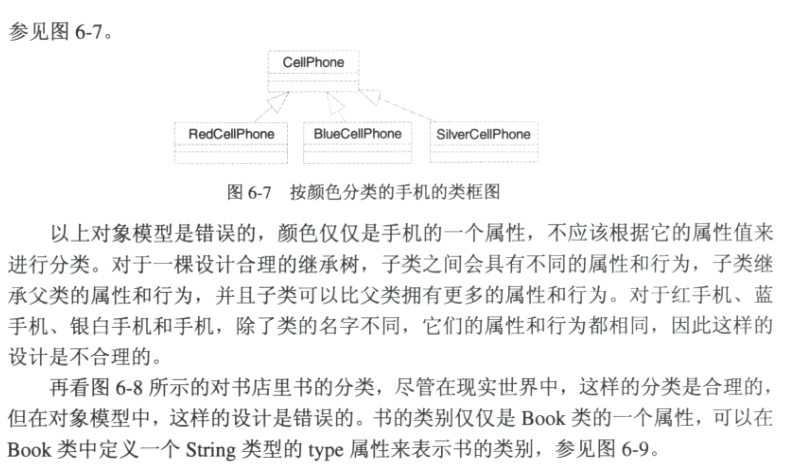 参见图 6-7。
CellPhone
RedCellPhone BlueCellPhone SilverCellPhone
图 6-7 按颜色分类的手机的类框图
以上对象模型是错误的，颜色仅仅是手机的一个属性，不应该根据它的属性值来
进行分类。对于一棵设计合理的继承树，子类之间会具有不同的属性和行为，子类继
承父类的属性和行为，并且子类可以比父类拥有更多的属性和行为。对于红手机、蓝
手机、银白手机和手机，除了类的名字不同，它们的属性和行为都相同，因此这样的
设计是不合理的。
再看图 6-8 所示的对书店里书的分类，尽管在现实世界中，这样的分类是合理的，
但在对象模型中，这样的设计是错误的。书的类别仅仅是 Book 类的一个属性，可以在
Book 类中定义一个 String 类型的 type 属性来表示书的类别，参见图 6-9。